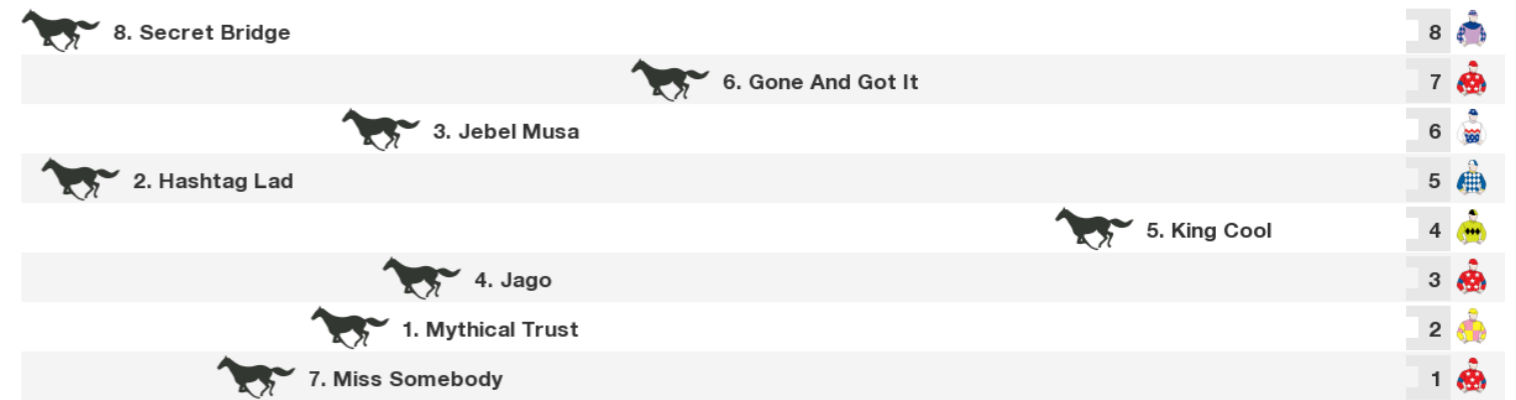 8. Secret Bridge 8
6. Gone And Got It 7
3. Jebel Musa 6
2. Hashtag Lad 5
5. King Cool 4
4. Jago 3
1. Mythical Trust 2
7. Miss Somebody 1